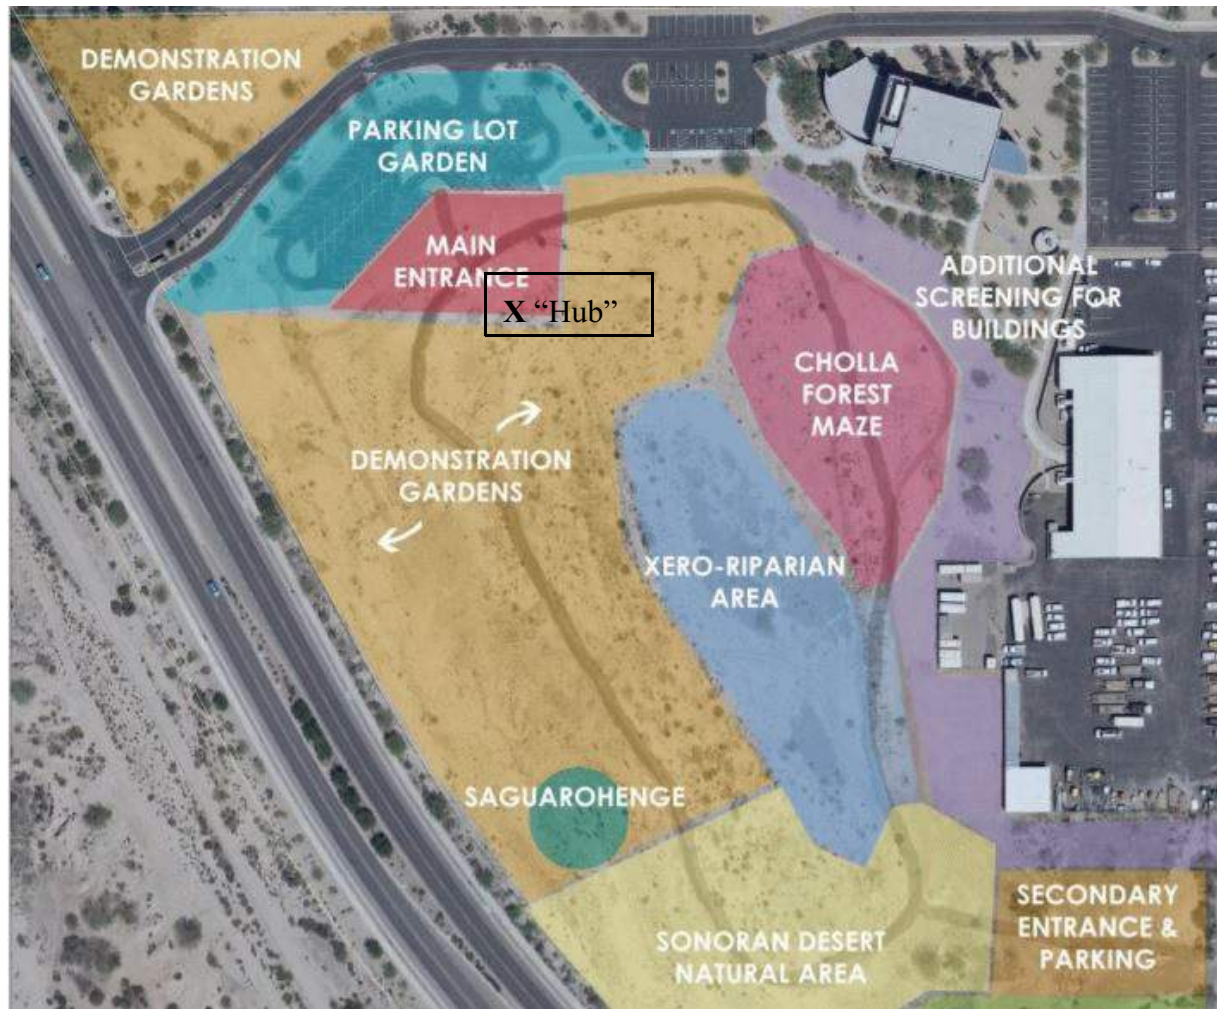 DEMONSTRATION
GARDENS
PARKING LOT
GARDEN
MAIN
ENTRANCE
X “Hub”
ADDITIONAL
SCREENING FOR
BUILDINGS
CHOLLA
FOREST
MAZE
DEMONSTRATION
GARDENS
XERO-RIPARIAN
AREA
SAGUAROHENGE
SECONDARY
ENTRANCE &
PARKING
SONORAN DESERT
NATURAL AREA